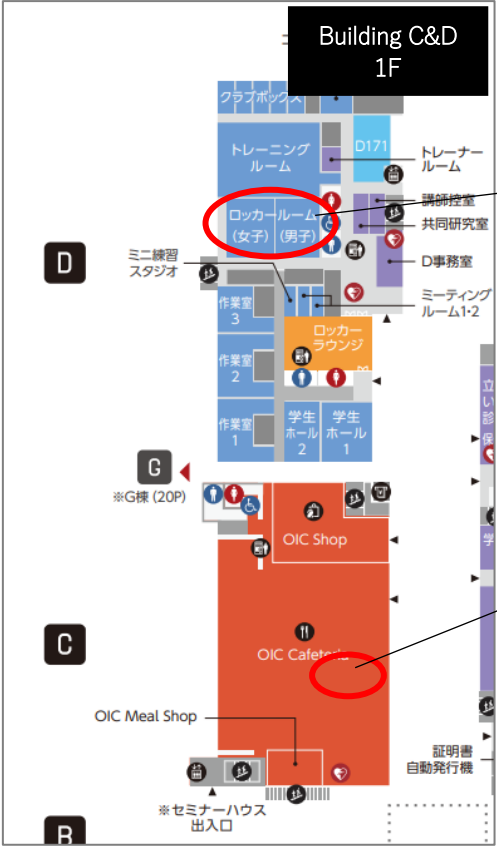 Building C&D
1F
クラブボックス
トレーニング
ルーム
D171
トレーナー
ルーム
講師控室
共同研究室
ロッカールーム
(女子) (男子)
D
ミニ練習
スタジオ
D事務室
ミーティング
ルーム1・2
作業室
3
ロッカー
ラウンジ
作業室
2
作業室
1
学生
ホール
2
学生
ホール
1
立い診
保
G
※G棟 (20P)
OIC Shop
学
C
OIC Cafeteria
OIC Meal Shop
証明書
自動発行機
※セミナーハウス
出入口
B